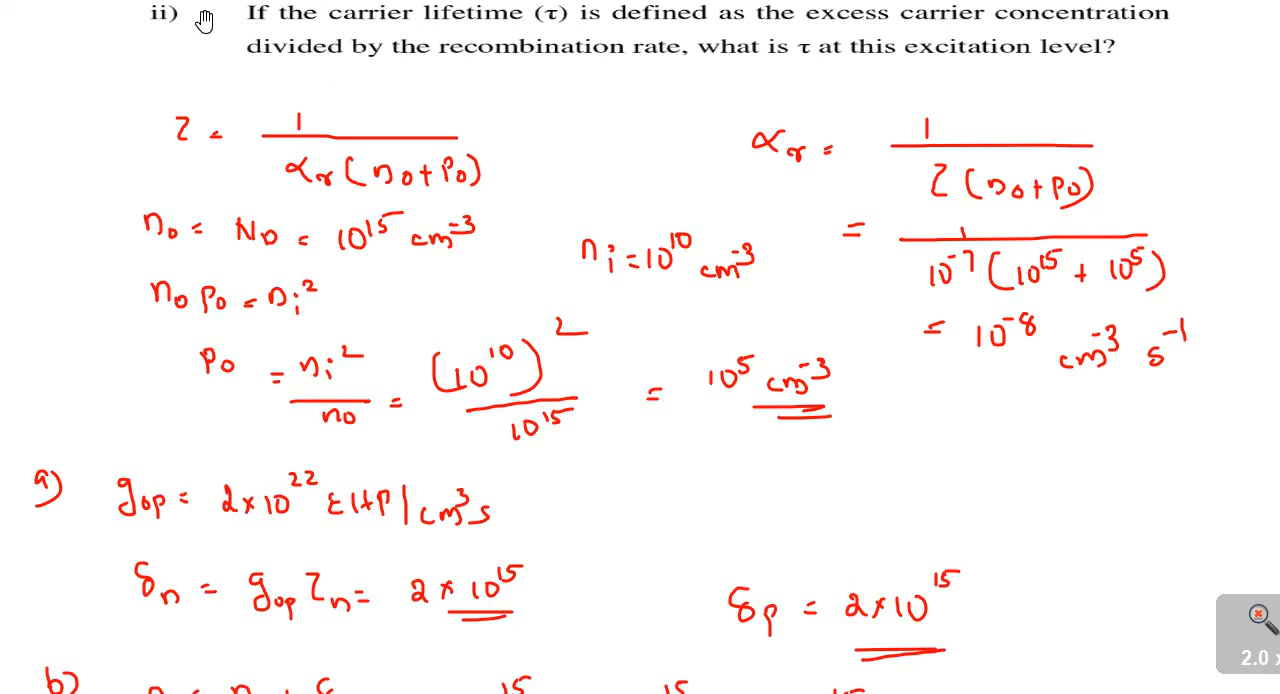 ii) If the carrier lifetime (τ) is defined as the excess carrier concentration
divided by the recombination rate, what is τ at this excitation level?
τ = 1 / αr (n0 + p0)
n0 = ND = 10^15 cm^-3
n0 p0 = ni^2
ni = 10^10 cm^-3
p0 = ni^2 / n0 = (10^10)^2 / 10^15 = 10^5 cm^-3
αr = 1 / τ (n0 + p0)
= 1 / 10^-7 (10^15 + 10^5)
= 10^-8 cm^-3 s^-1
a) gop = 2 × 10^22 EHP / cm^3 s
δn = gop τn = 2 × 10^15
δp = 2 × 10^15
b)
2.0 x